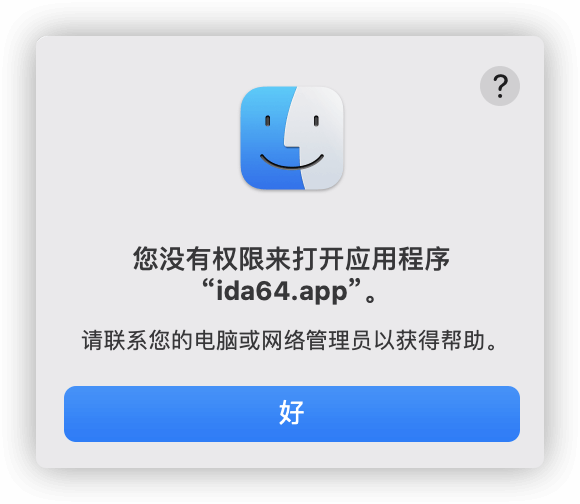 ?
您没有权限来打开应用程序
“ida64.app”。
请联系您的电脑或网络管理员以获得帮助。
好